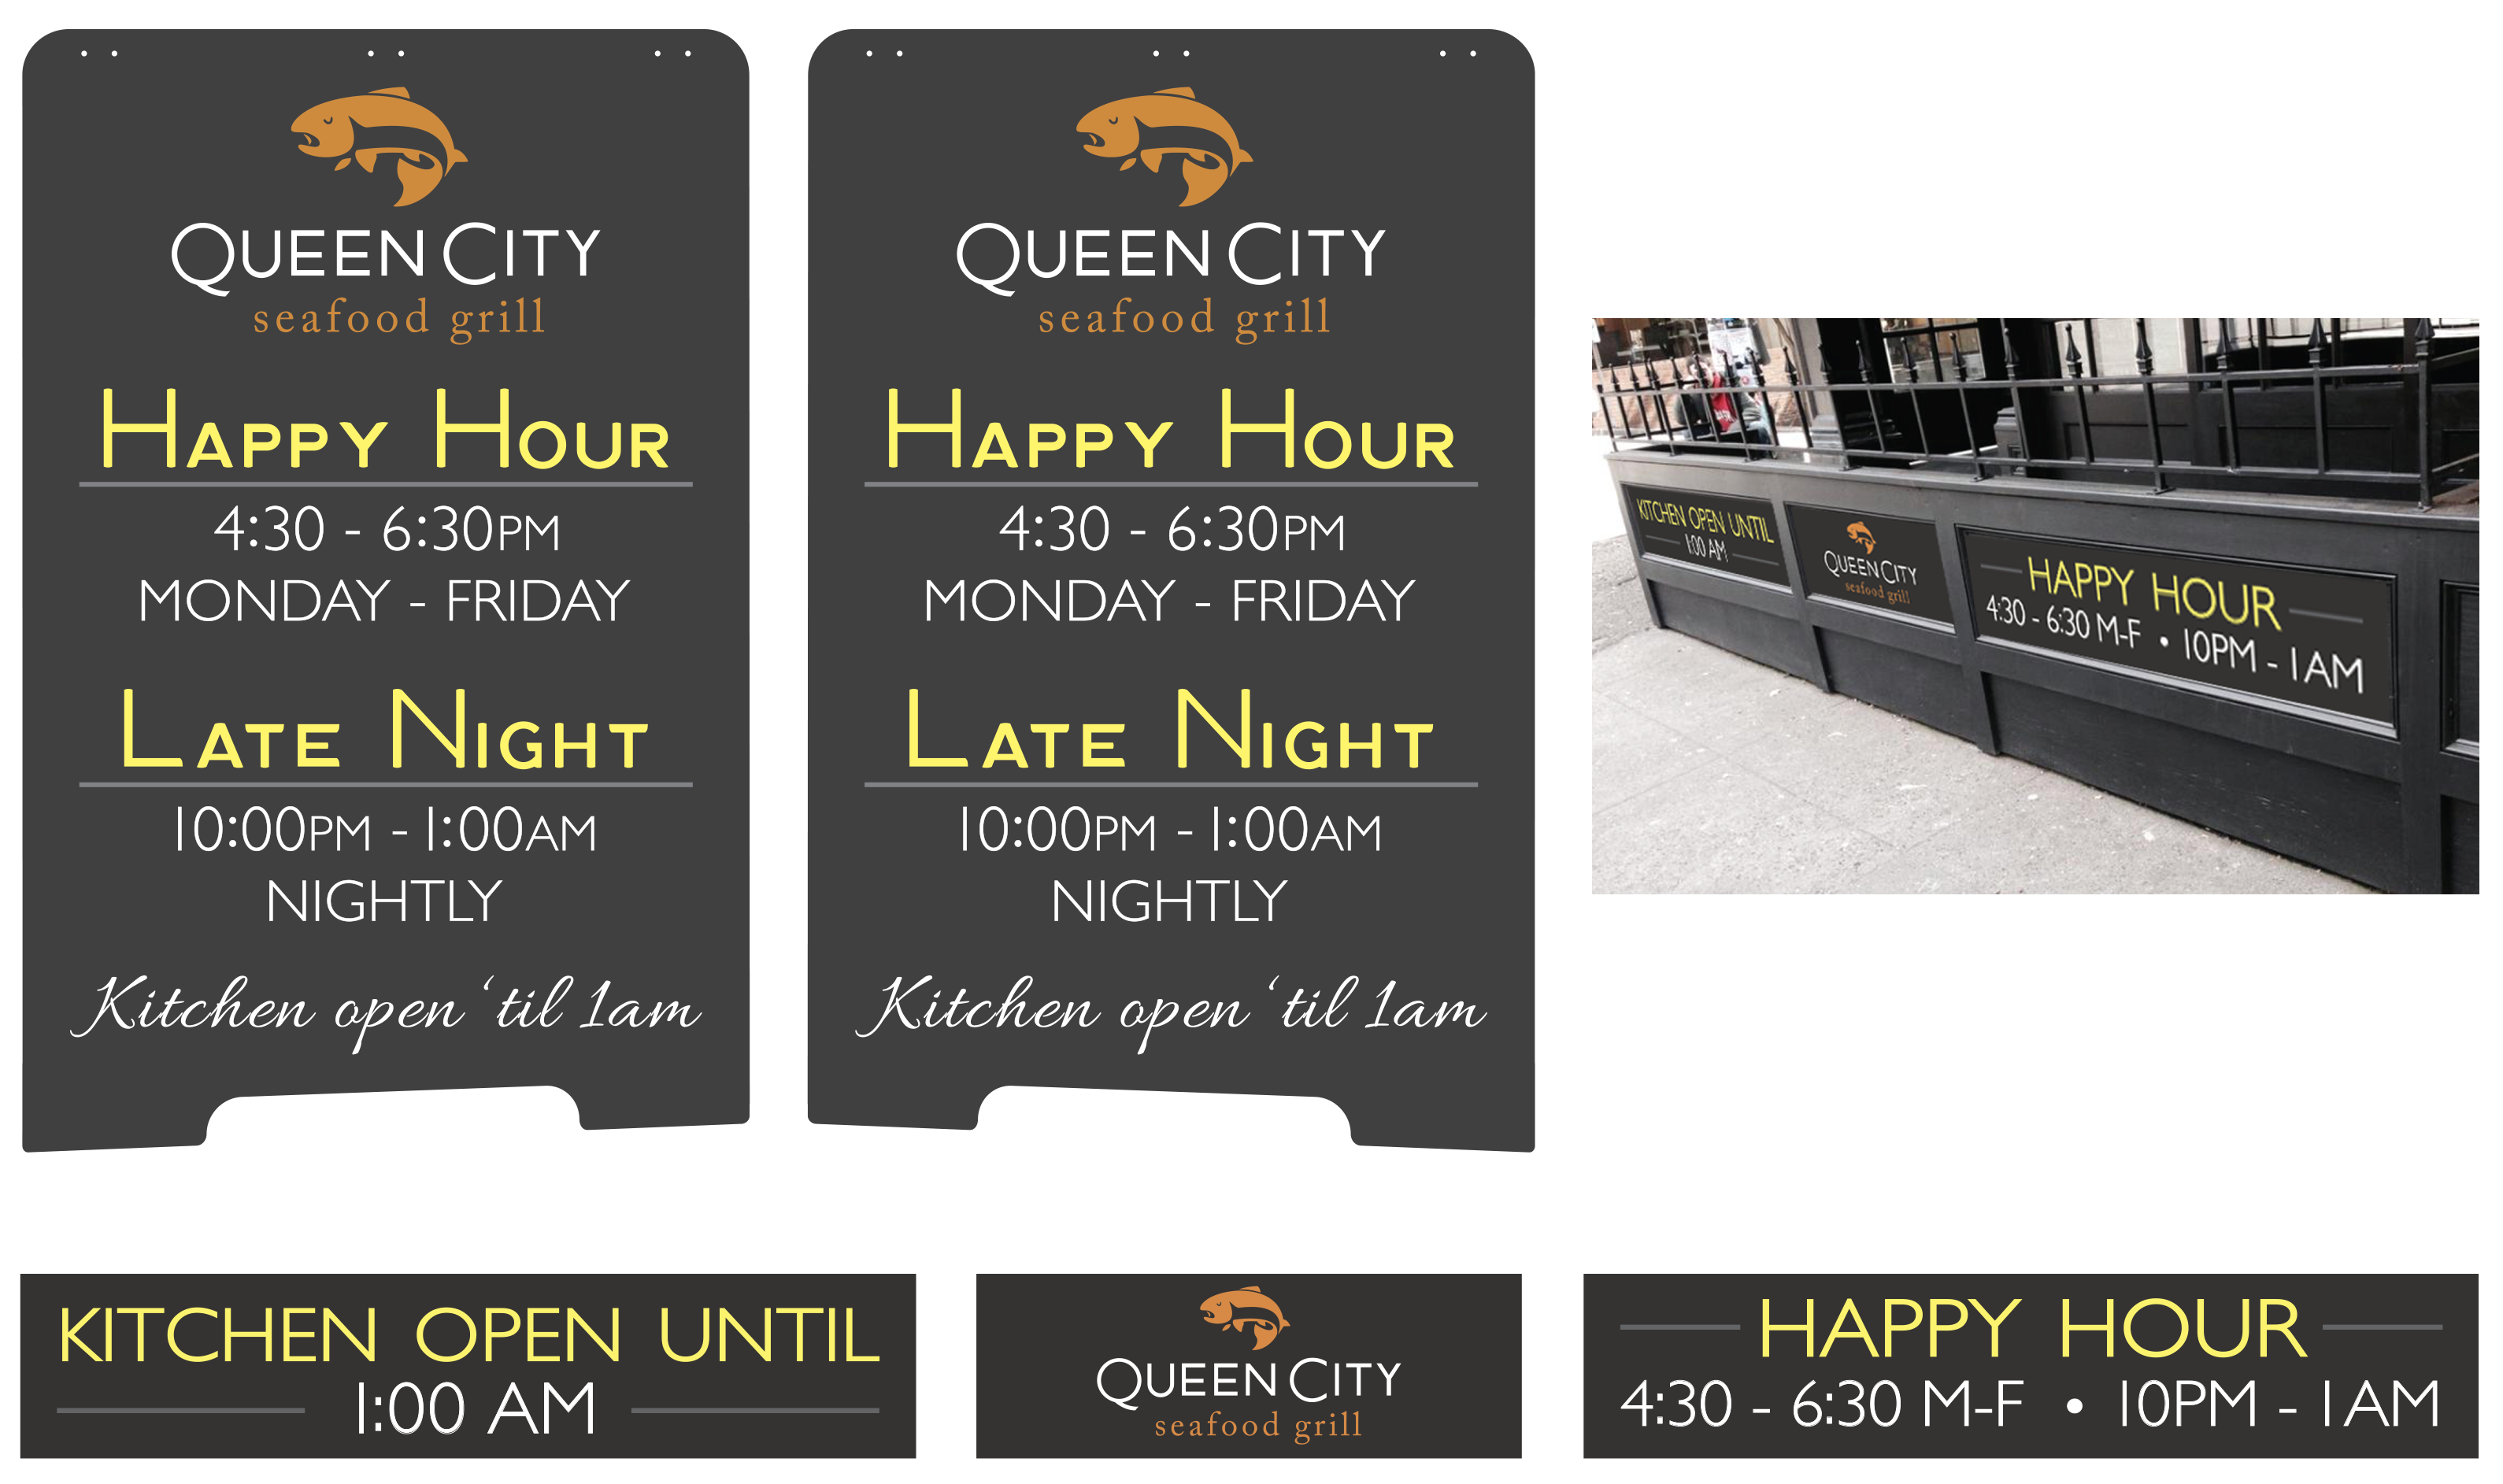 QUEEN CITY
seafood grill
HAPPY HOUR
4:30 - 6:30PM
MONDAY - FRIDAY
LATE NIGHT
10:00PM - 1:00AM
NIGHTLY
Kitchen open ‘til 1am
QUEEN CITY
seafood grill
HAPPY HOUR
4:30 - 6:30PM
MONDAY - FRIDAY
LATE NIGHT
10:00PM - 1:00AM
NIGHTLY
Kitchen open ‘til 1am
KITCHEN OPEN UNTIL
1:00 AM
QUEEN CITY
seafood grill
HAPPY HOUR
4:30 - 6:30 M-F • 10PM - 1AM
KITCHEN OPEN UNTIL
1:00 AM
QUEEN CITY
seafood grill
HAPPY HOUR
4:30 - 6:30 M-F • 10PM - 1AM